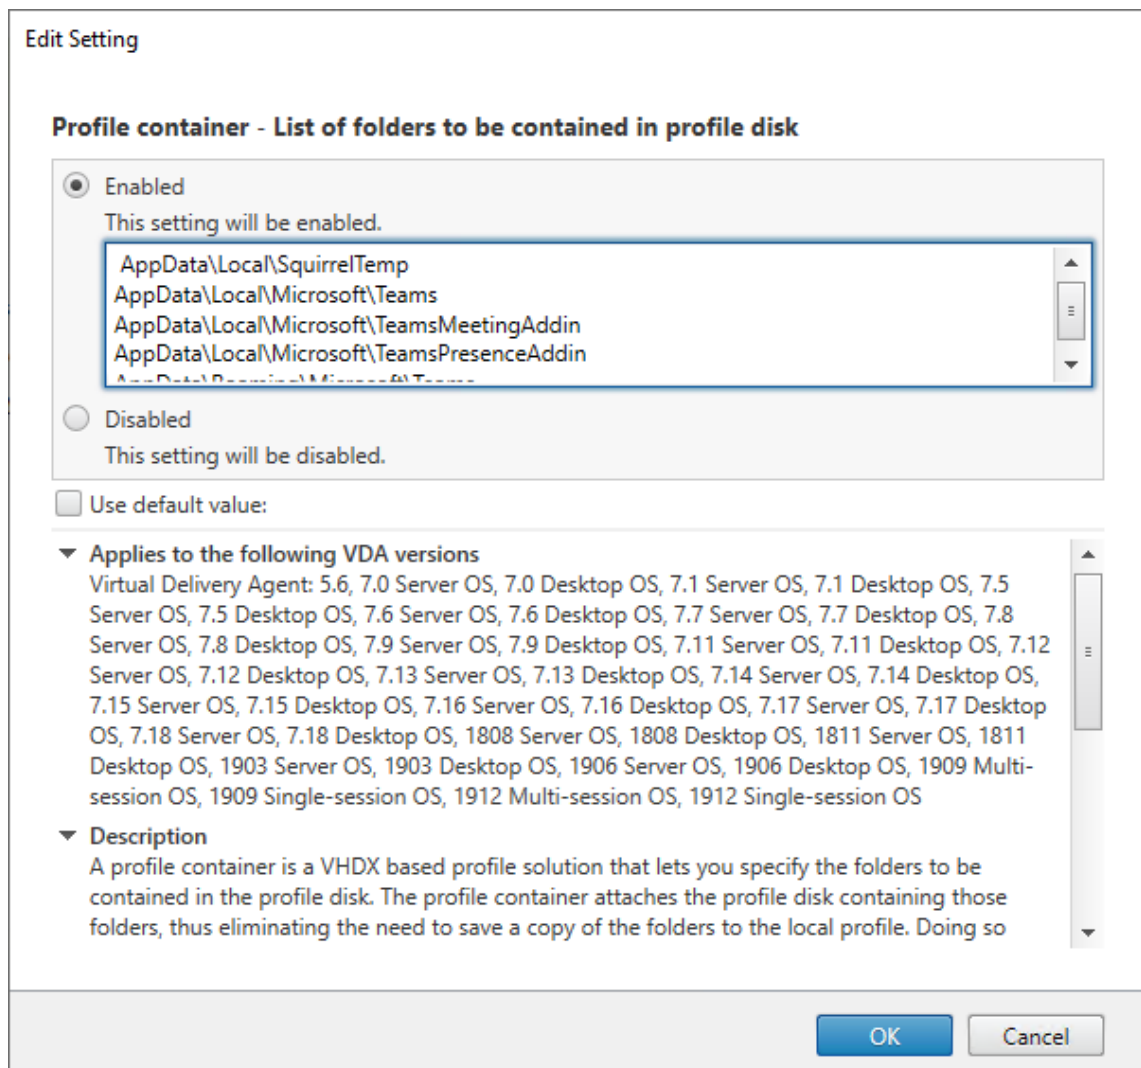 Edit Setting
Profile container - List of folders to be contained in profile disk
Enabled
This setting will be enabled.
AppData\Local\SquirrelTemp
AppData\Local\Microsoft\Teams
AppData\Local\Microsoft\TeamsMeetingAddin
AppData\Local\Microsoft\TeamsPresenceAddin
AppData\Roaming\Microsoft\Teams
Disabled
This setting will be disabled.
Use default value:
Applies to the following VDA versions
Virtual Delivery Agent: 5.6, 7.0 Server OS, 7.0 Desktop OS, 7.1 Server OS, 7.1 Desktop OS, 7.5
Server OS, 7.5 Desktop OS, 7.6 Server OS, 7.6 Desktop OS, 7.7 Server OS, 7.7 Desktop OS, 7.8
Server OS, 7.8 Desktop OS, 7.9 Server OS, 7.9 Desktop OS, 7.11 Server OS, 7.11 Desktop OS, 7.12
Server OS, 7.12 Desktop OS, 7.13 Server OS, 7.13 Desktop OS, 7.14 Server OS, 7.14 Desktop OS,
7.15 Server OS, 7.15 Desktop OS, 7.16 Server OS, 7.16 Desktop OS, 7.17 Server OS, 7.17 Desktop
OS, 7.18 Server OS, 7.18 Desktop OS, 1808 Server OS, 1808 Desktop OS, 1811 Server OS, 1811
Desktop OS, 1903 Server OS, 1903 Desktop OS, 1906 Server OS, 1906 Desktop OS, 1909 Multi-
session OS, 1909 Single-session OS, 1912 Multi-session OS, 1912 Single-session OS
Description
A profile container is a VHDX based profile solution that lets you specify the folders to be
contained in the profile disk. The profile container attaches the profile disk containing those
folders, thus eliminating the need to save a copy of the folders to the local profile. Doing so
OK
Cancel